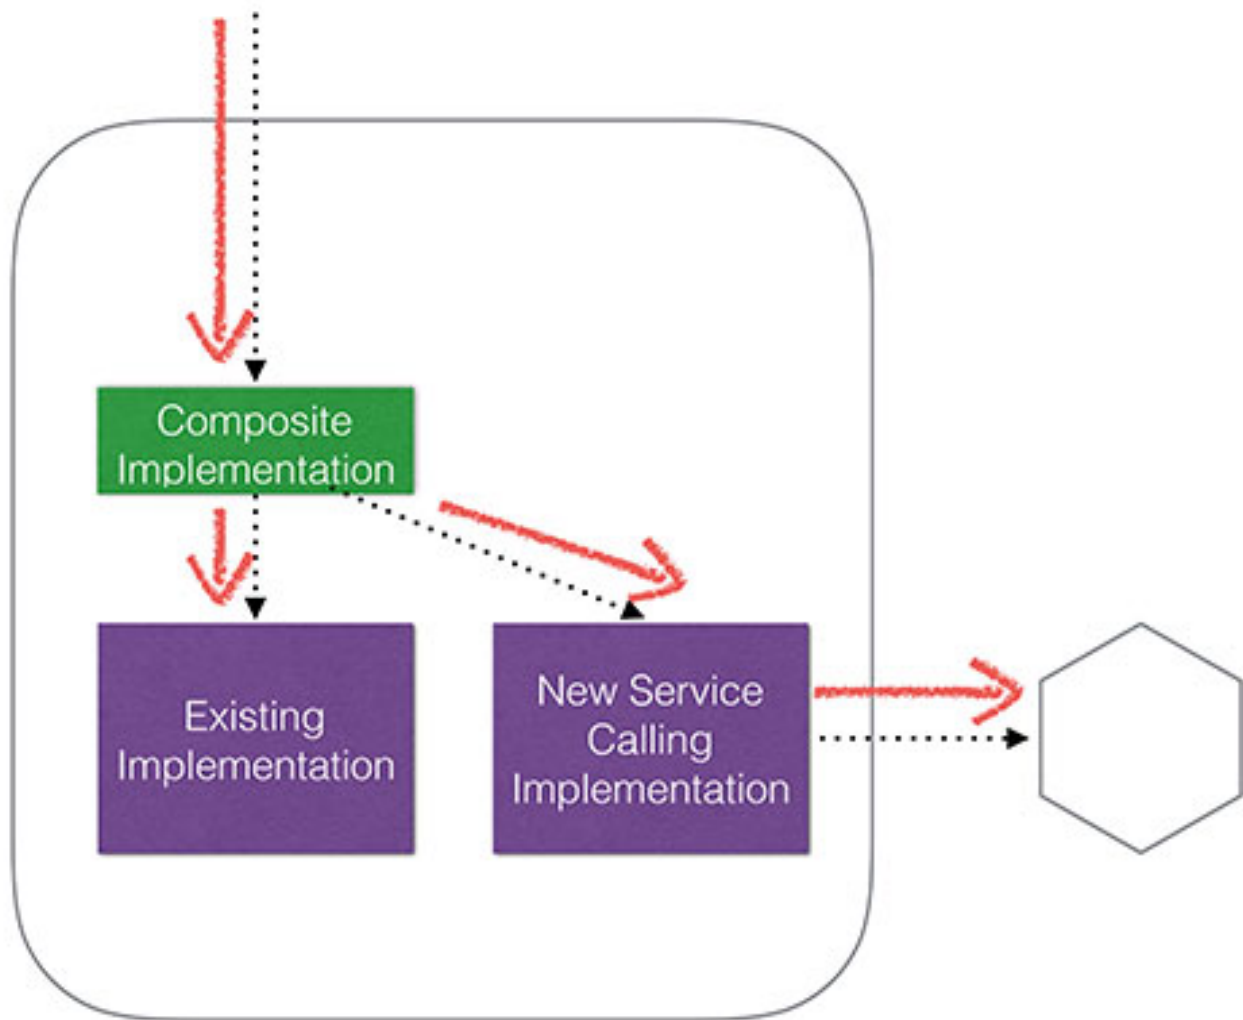 Composite
Implementation
Existing
Implementation
New Service
Calling
Implementation